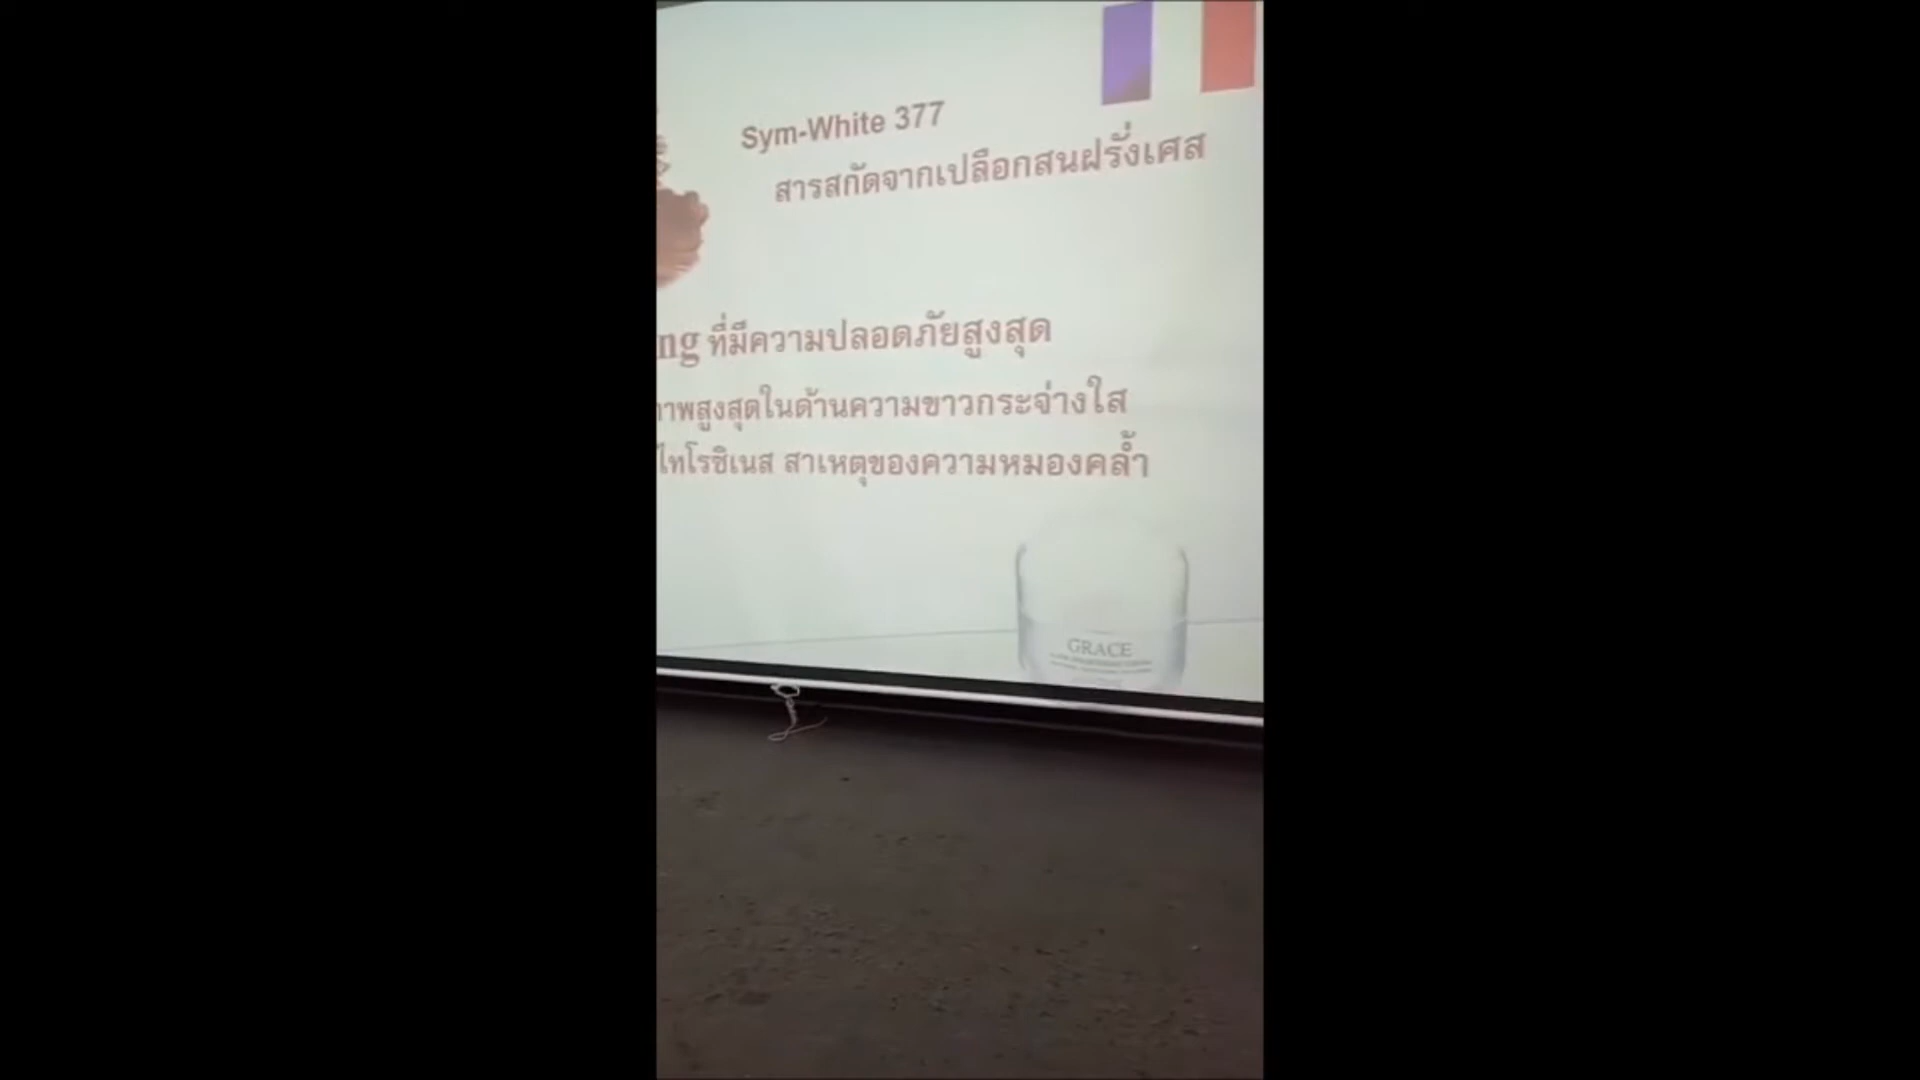 Sym-White 377
สารสกัดจากเปลือกสนฝรั่งเศส
ng ที่มีความปลอดภัยสูงสุด
าพสูงสุดในด้านความขาวกระจ่างใส
ไทโรซิเนส สาเหตุของความหมองคล้ำ
GRACE